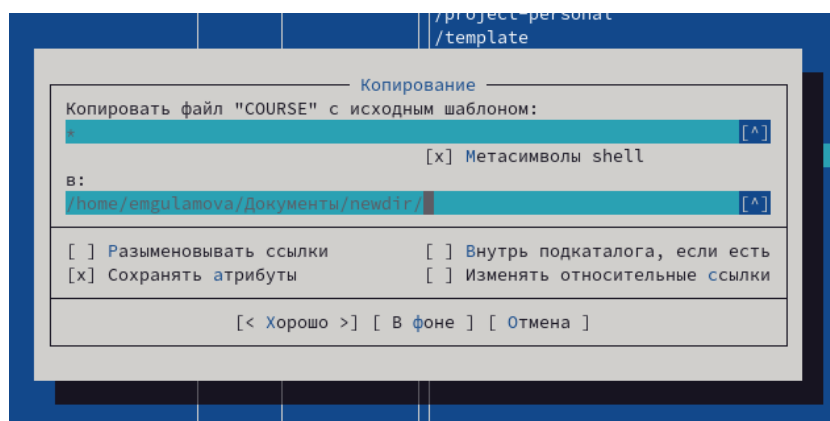 /project-personal
/template
Копирование
Копировать файл "COURSE" с исходным шаблоном:
*
[^]
[x] Метасимволы shell
в:
/home/emgulamova/Документы/newdir/
[^]
[ ] Разыменовывать ссылки [ ] Внутрь подкаталога, если есть
[x] Сохранять атрибуты [ ] Изменять относительные ссылки
[< Хорошо >] [ В фоне ] [ Отмена ]